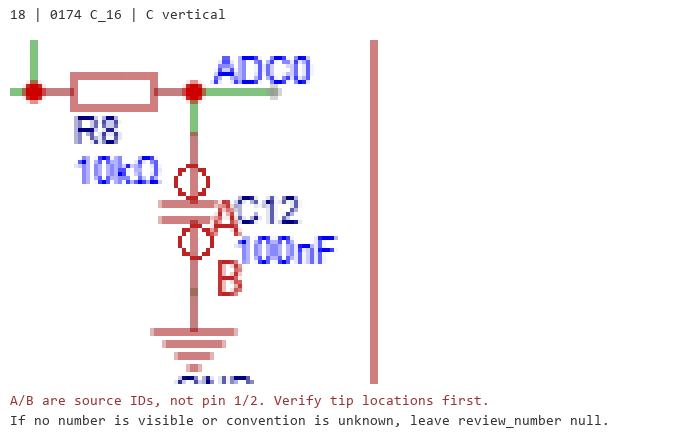 18 | 0174 C_16 | C vertical
ADC0
R8
10kΩ
A
C12
100nF
B
A/B are source IDs, not pin 1/2. Verify tip locations first.
If no number is visible or convention is unknown, leave review_number null.